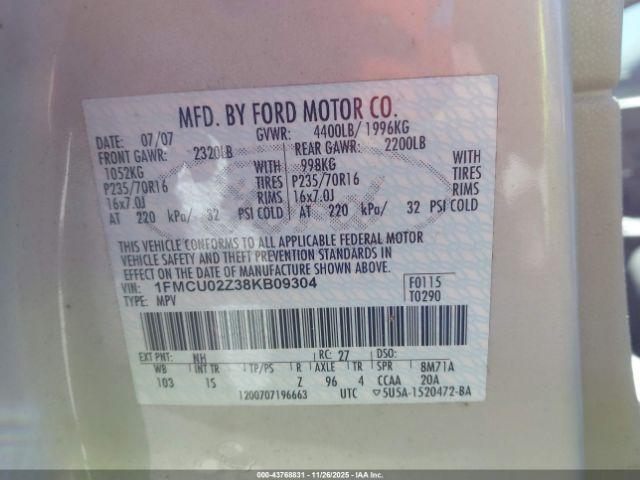 MFD. BY FORD MOTOR CO.
DATE: 07/07 GVWR: 4400LB/ 1996KG
FRONT GAWR: 2320LB REAR GAWR: 2200LB
1052KG WITH 998KG WITH
P235/70R16 TIRES P235/70R16 TIRES
16x7.0J RIMS 16x7.0J RIMS
AT 220 kPa/ 32 PSI COLD AT 220 kPa/ 32 PSI COLD
THIS VEHICLE CONFORMS TO ALL APPLICABLE FEDERAL MOTOR
VEHICLE SAFETY AND THEFT PREVENTION STANDARDS IN
EFFECT ON THE DATE OF MANUFACTURE SHOWN ABOVE.
VIN: 1FMCU02Z38KB09304 F0115
TYPE: MPV T0290
EXT PNT: NH RC: 27 DSO:
WB INT TR TP/PS R AXLE TR SPR 8M71A
103 IS Z 96 4 CCAA 20A
1200707196663 UTC 5U5A-1520472-BA
000-43768831 - 11/26/2025 - IAA, Inc.